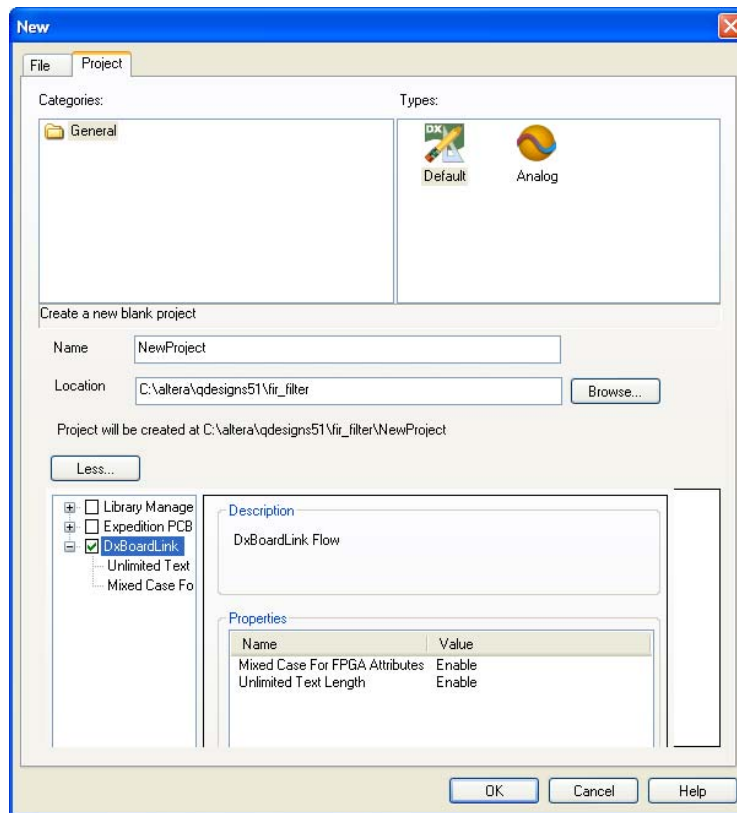 New
File Project
Categories:
Types:
General
DX
Default
Analog
Create a new blank project
Name NewProject
Location C:\altera\qdesigns51\fir_filter Browse...
Project will be created at C:\altera\qdesigns51\fir_filter\NewProject
Less...
Library Manage
Expedition PCB
DxBoardLink
Unlimited Text
Mixed Case Fo
Description
DxBoardLink Flow
Properties
Name Value
Mixed Case For FPGA Attributes Enable
Unlimited Text Length Enable
OK Cancel Help